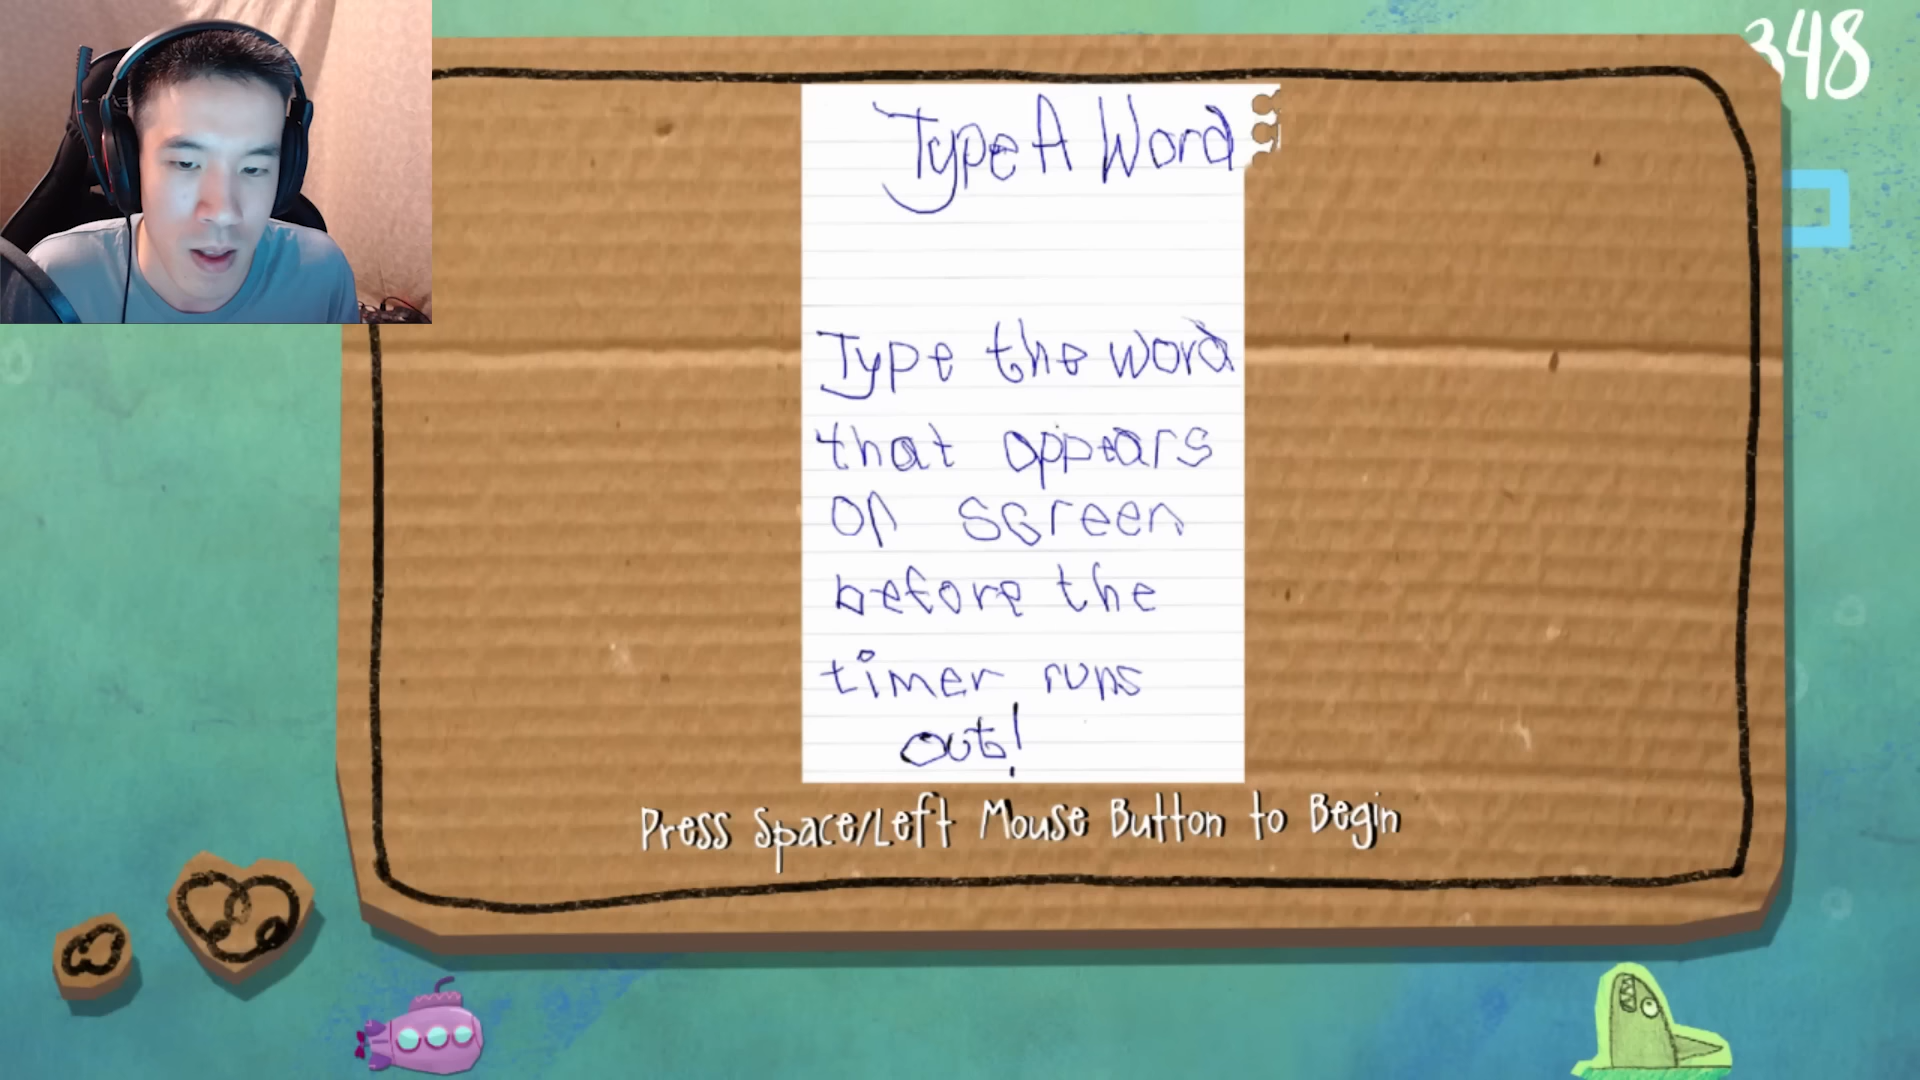 348
Type A Word
Type the word
that appears
on screen
before the
timer runs
out!
Press Space/Left Mouse Button to Begin